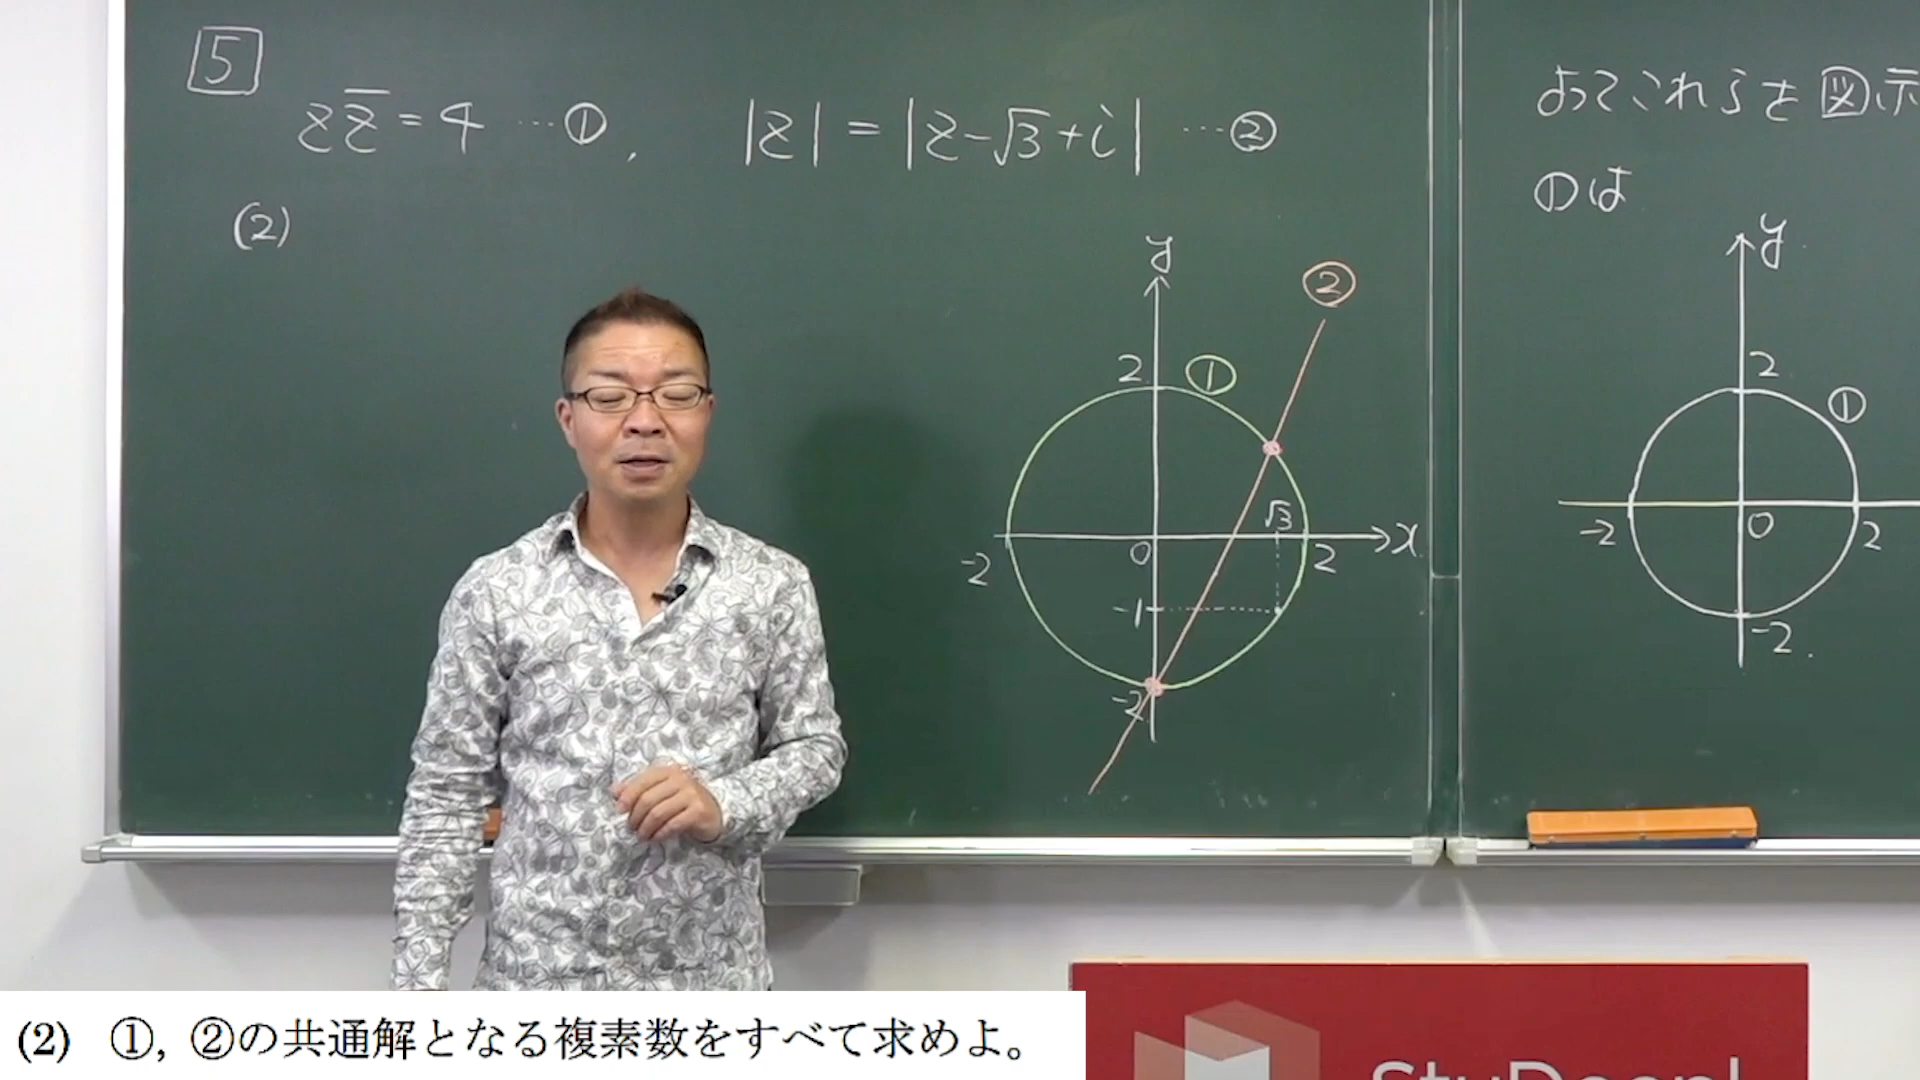 5
z z̄ = 4 … ① , |z| = |z-√3+i| … ②
(2)
y
②
2
①
√3
-2
0
2
x
-1
-2
よってこれらを図示
①は
y
2
①
-2
0
2
-2
(2) ①, ②の共通解となる複素数をすべて求めよ。